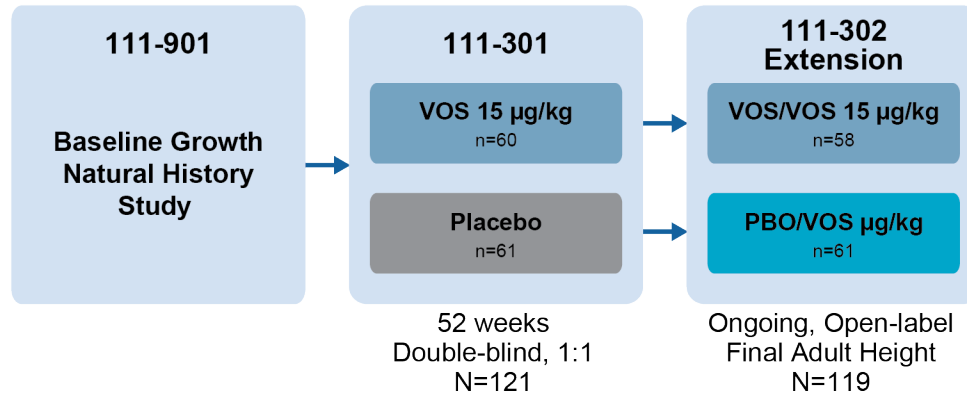 111-901
Baseline Growth
Natural History
Study
111-301
VOS 15 µg/kg
n=60
Placebo
n=61
52 weeks
Double-blind, 1:1
N=121
111-302
Extension
VOS/VOS 15 µg/kg
n=58
PBO/VOS µg/kg
n=61
Ongoing, Open-label
Final Adult Height
N=119